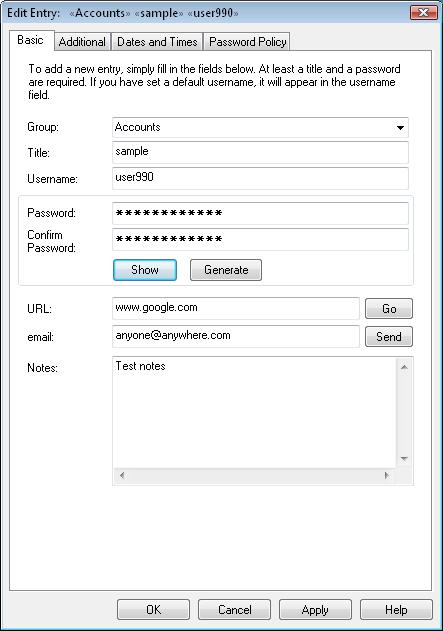 Edit Entry: «Accounts» «sample» «user990»
Basic Additional Dates and Times Password Policy
To add a new entry, simply fill in the fields below. At least a title and a password
are required. If you have set a default username, it will appear in the username
field.
Group: Accounts
Title: sample
Username: user990
Password: ************
Confirm
Password: ************
Show Generate
URL: www.google.com Go
email: anyone@anywhere.com Send
Notes: Test notes
OK Cancel Apply Help